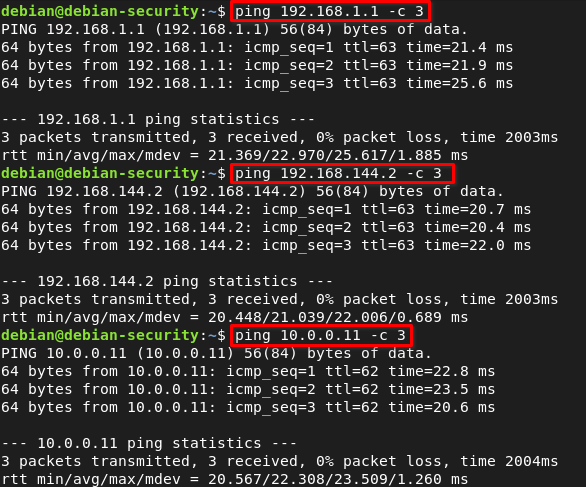 debian@debian-security:~$ ping 192.168.1.1 -c 3
PING 192.168.1.1 (192.168.1.1) 56(84) bytes of data.
64 bytes from 192.168.1.1: icmp_seq=1 ttl=63 time=21.4 ms
64 bytes from 192.168.1.1: icmp_seq=2 ttl=63 time=21.9 ms
64 bytes from 192.168.1.1: icmp_seq=3 ttl=63 time=25.6 ms
--- 192.168.1.1 ping statistics ---
3 packets transmitted, 3 received, 0% packet loss, time 2003ms
rtt min/avg/max/mdev = 21.369/22.970/25.617/1.885 ms
debian@debian-security:~$ ping 192.168.144.2 -c 3
PING 192.168.144.2 (192.168.144.2) 56(84) bytes of data.
64 bytes from 192.168.144.2: icmp_seq=1 ttl=63 time=20.7 ms
64 bytes from 192.168.144.2: icmp_seq=2 ttl=63 time=20.4 ms
64 bytes from 192.168.144.2: icmp_seq=3 ttl=63 time=22.0 ms
--- 192.168.144.2 ping statistics ---
3 packets transmitted, 3 received, 0% packet loss, time 2003ms
rtt min/avg/max/mdev = 20.448/21.039/22.006/0.689 ms
debian@debian-security:~$ ping 10.0.0.11 -c 3
PING 10.0.0.11 (10.0.0.11) 56(84) bytes of data.
64 bytes from 10.0.0.11: icmp_seq=1 ttl=62 time=22.8 ms
64 bytes from 10.0.0.11: icmp_seq=2 ttl=62 time=23.5 ms
64 bytes from 10.0.0.11: icmp_seq=3 ttl=62 time=20.6 ms
--- 10.0.0.11 ping statistics ---
3 packets transmitted, 3 received, 0% packet loss, time 2004ms
rtt min/avg/max/mdev = 20.567/22.308/23.509/1.260 ms